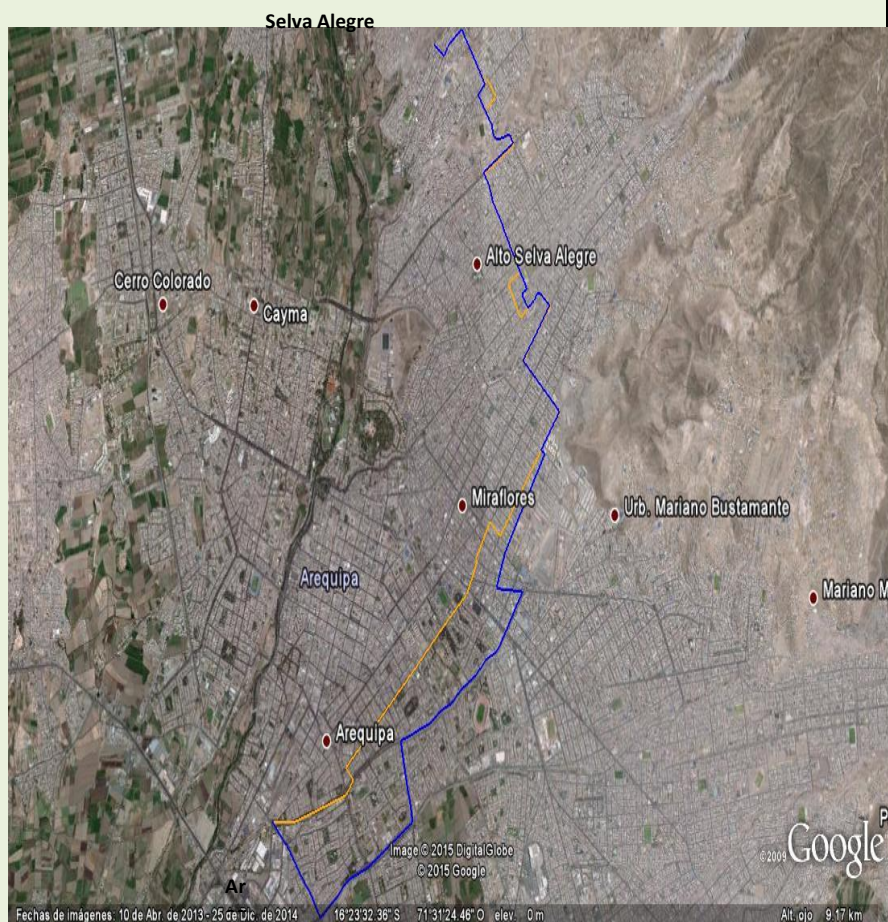 Selva Alegre
Alto Selva Alegre
Cerro Colorado
Cayma
Miraflores
Urb. Mariano Bustamante
Arequipa
Mariano M
Arequipa
P
Image © 2015 DigitalGlobe
© 2015 Google
©2009 Google
Ar
Fechas de imágenes: 10 de Abr. de 2013 - 25 de Dic. de 2014 16°23'32.36" S 71°31'24.46" O elev. 0 m Alt. ojo 9.17 km